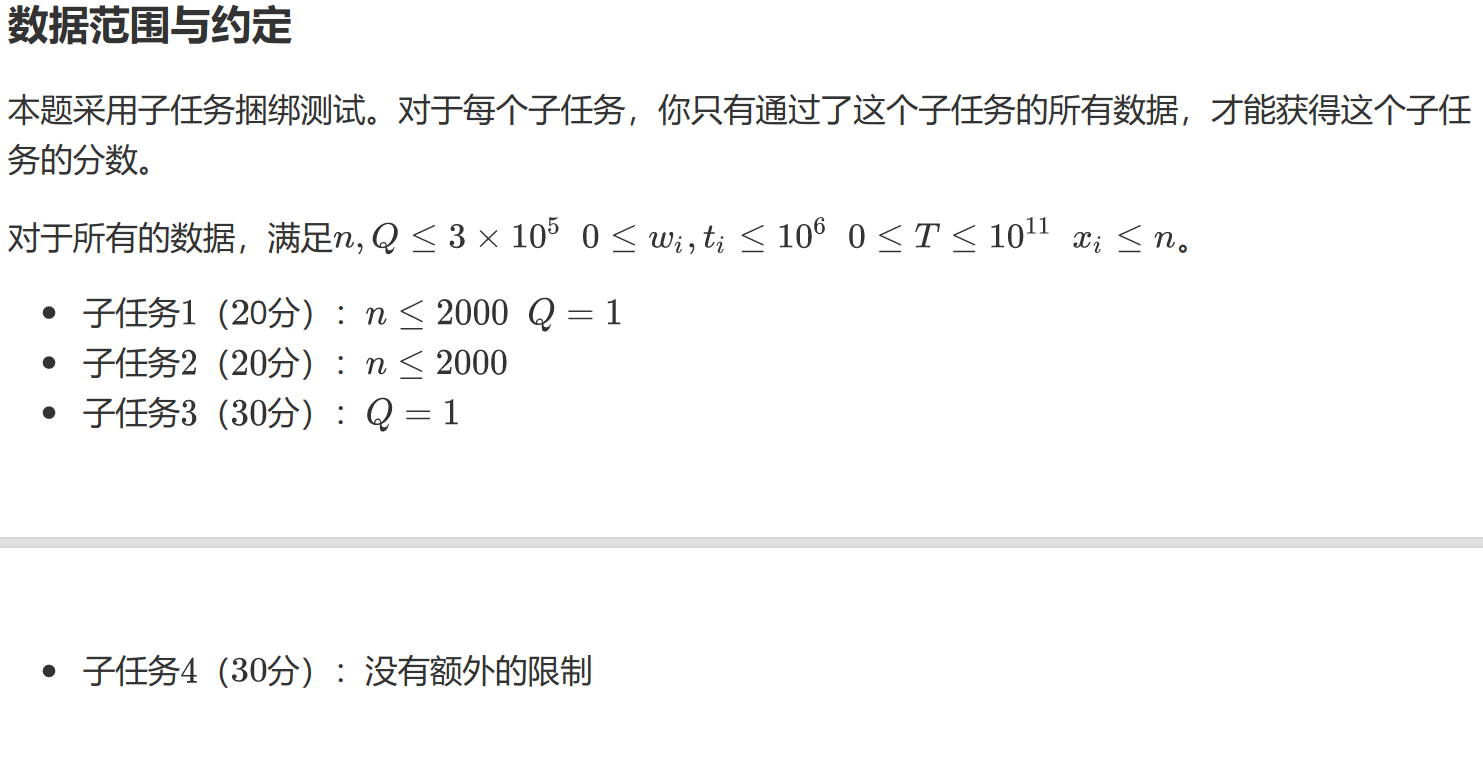 数据范围与约定
本题采用子任务捆绑测试。对于每个子任务，你只有通过了这个子任务的所有数据，才能获得这个子任
务的分数。
对于所有的数据，满足$n, Q \leq 3 \times 10^5 \ \ 0 \leq w_i, t_i \leq 10^6 \ \ 0 \leq T \leq 10^{11} \ \ x_i \leq n$。
• 子任务1（20分）：$n \leq 2000 \ \ Q = 1$
• 子任务2（20分）：$n \leq 2000$
• 子任务3（30分）：$Q = 1$
• 子任务4（30分）：没有额外的限制